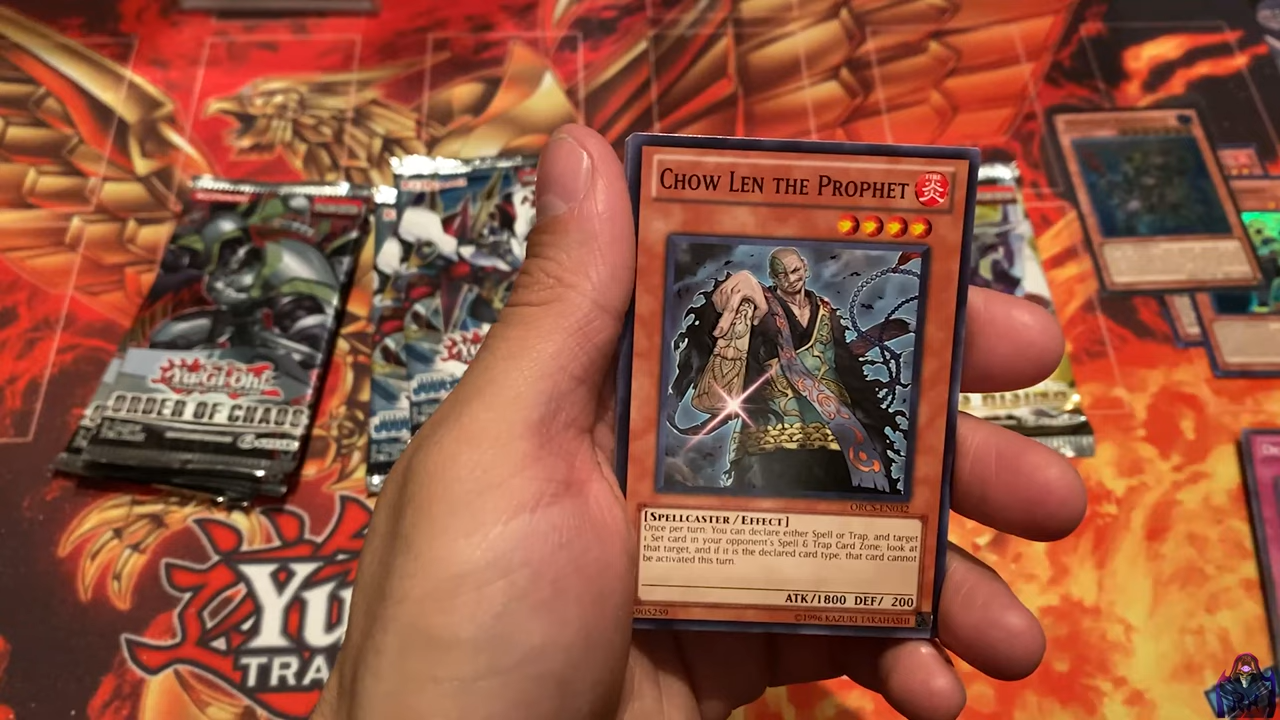 CHOW LEN THE PROPHET
FIRE
炎
ORCS-EN032
[SPELLCASTER/EFFECT]
Once per turn: You can declare either Spell or Trap, and target
1 Set card in your opponent's Spell & Trap Card Zone; look at
that target, and if it is the declared card type, that card cannot
be activated this turn.
ATK/1800 DEF/ 200
905259
©1996 KAZUKI TAKAHASHI
Yu-Gi-Oh!
ORDER OF CHAOS
Yu
TRA